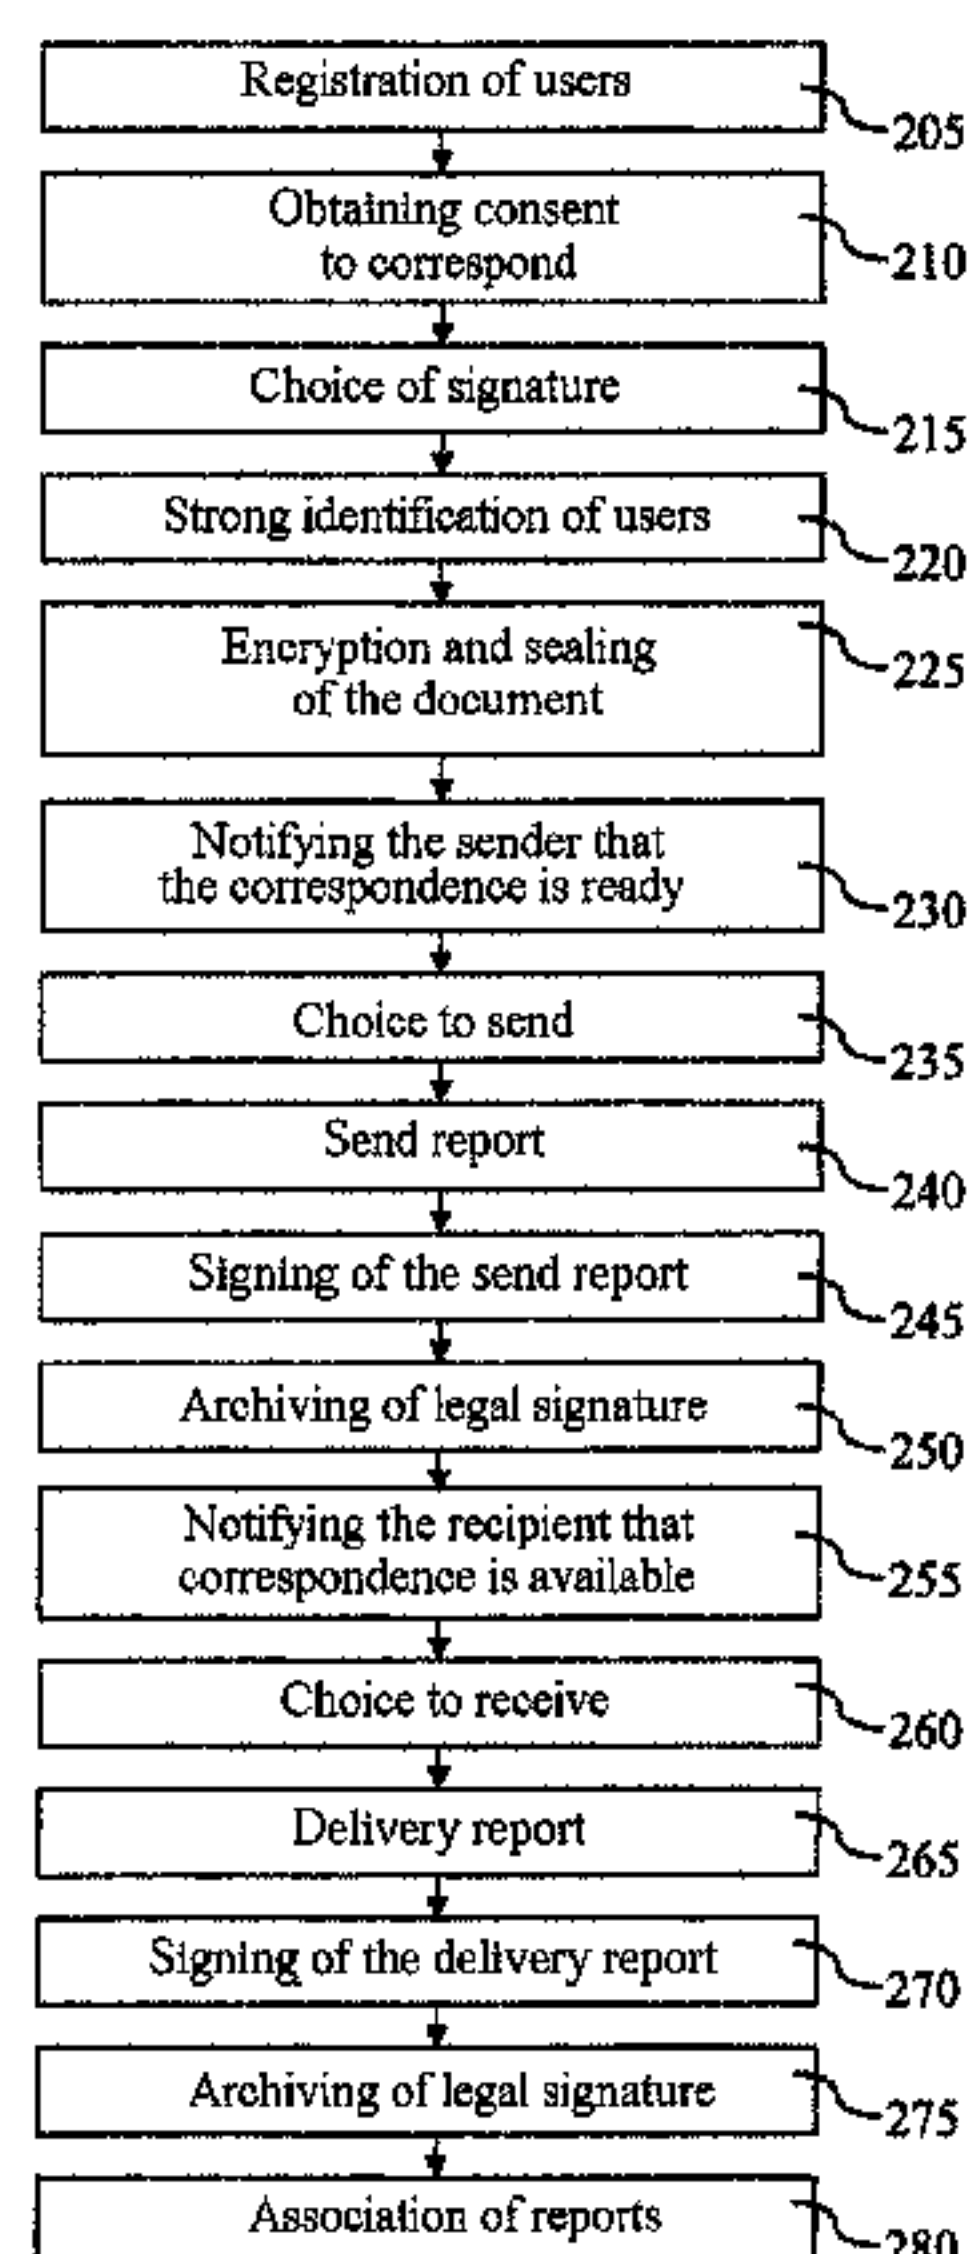 Registration of users
205
Obtaining consent
to correspond
210
Choice of signature
215
Strong identification of users
220
Encryption and sealing
of the document
225
Notifying the sender that
the correspondence is ready
230
Choice to send
235
Send report
240
Signing of the send report
245
Archiving of legal signature
250
Notifying the recipient that
correspondence is available
255
Choice to receive
260
Delivery report
265
Signing of the delivery report
270
Archiving of legal signature
275
Association of reports
280